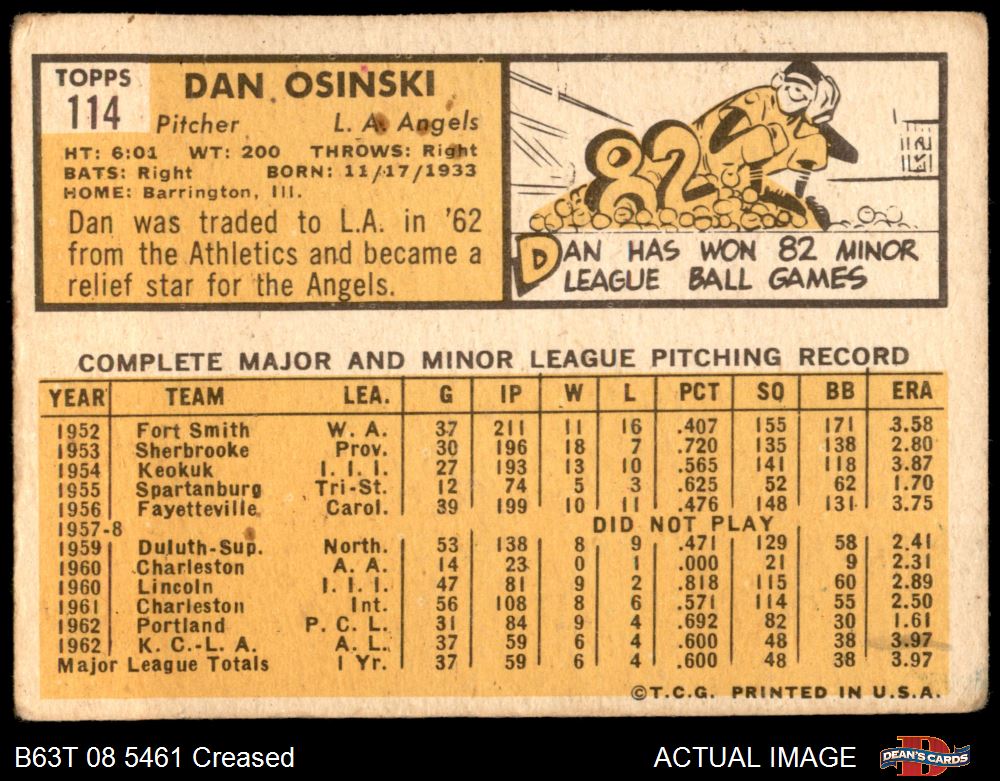 TOPPS
114
DAN OSINSKI
Pitcher L. A. Angels
HT: 6:01 WT: 200 THROWS: Right
BATS: Right BORN: 11/17/1933
HOME: Barrington, Ill.
Dan was traded to L.A. in '62
from the Athletics and became a
relief star for the Angels.
82
DAN HAS WON 82 MINOR
LEAGUE BALL GAMES
COMPLETE MAJOR AND MINOR LEAGUE PITCHING RECORD
YEAR TEAM LEA. G IP W L PCT SO BB ERA
1952 Fort Smith W. A. 37 211 11 16 .407 155 171 3.58
1953 Sherbrooke Prov. 30 196 18 7 .720 135 138 2.80
1954 Keokuk I. I. I. 27 193 13 10 .565 141 118 3.87
1955 Spartanburg Tri-St. 12 74 5 3 .625 52 62 1.70
1956 Fayetteville Carol. 39 199 10 11 .476 148 131 3.75
1957-8 DID NOT PLAY
1959 Duluth-Sup. North. 53 138 8 9 .471 129 58 2.41
1960 Charleston A. A. 14 23 0 1 .000 21 9 2.31
1960 Lincoln I. I. I. 47 81 9 2 .818 115 60 2.89
1961 Charleston Int. 56 108 8 6 .571 114 55 2.50
1962 Portland P. C. L. 31 84 9 4 .692 82 30 1.61
1962 K. C.-L. A. A. L. 37 59 6 4 .600 48 38 3.97
Major League Totals 1 Yr. 37 59 6 4 .600 48 38 3.97
©T.C.G. PRINTED IN U.S.A.
B63T 08 5461 Creased
ACTUAL IMAGE
DEAN'S CARDS